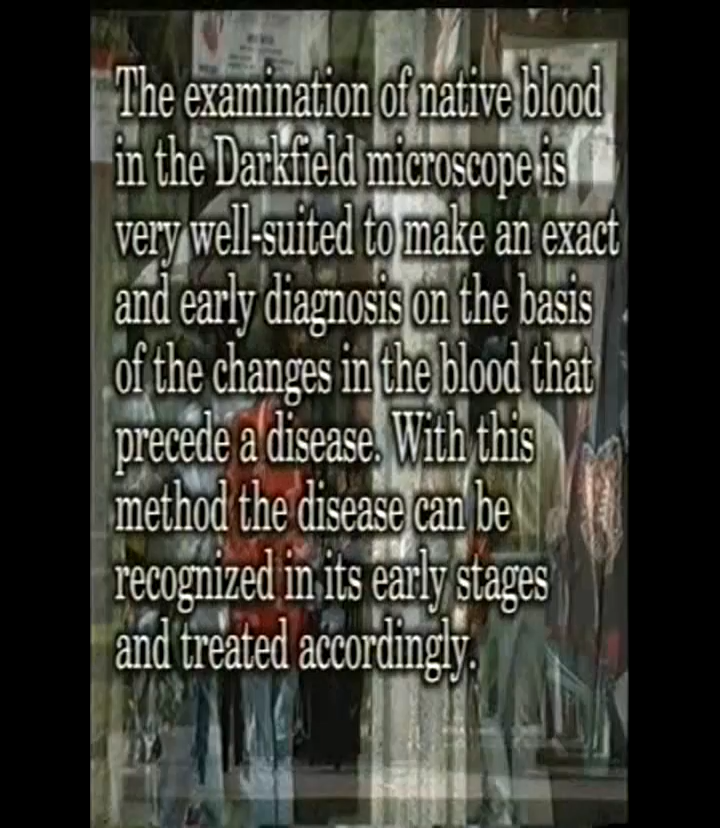 The examination of native blood
in the Darkfield microscope is
very well-suited to make an exact
and early diagnosis on the basis
of the changes in the blood that
precede a disease. With this
method the disease can be
recognized in its early stages
and treated accordingly.